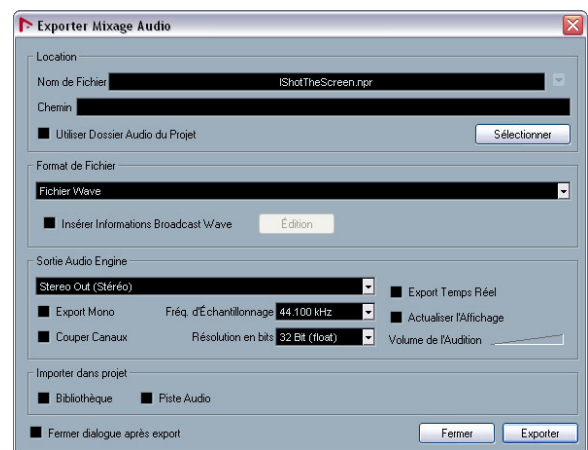 Exporter Mixage Audio
Location
Nom de Fichier IShotTheScreen.npr
Chemin
Utiliser Dossier Audio du Projet Sélectionner
Format de Fichier
Fichier Wave
Insérer Informations Broadcast Wave Édition
Sortie Audio Engine
Stereo Out (Stéréo)
Export Temps Réel
Export Mono Fréq. d'Échantillonnage 44.100 kHz
Actualiser l'Affichage
Couper Canaux Résolution en bits 32 Bit (float)
Volume de l'Audition
Importer dans projet
Bibliothèque Piste Audio
Fermer dialogue après export Fermer Exporter